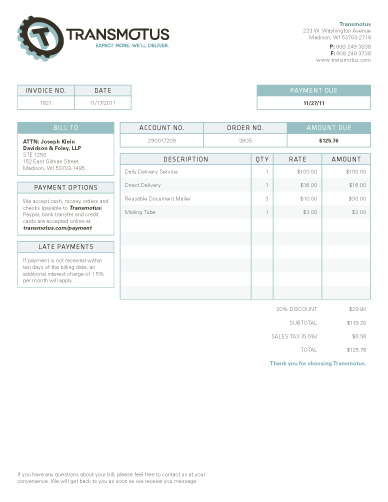 TRANSMOTUS
EXPECT MORE. WE'LL DELIVER.
Transmotus
223 W. Washington Avenue
Madison, WI 53703-2719
P: 608.249.3838
F: 608.249.3738
www.transmotus.com
INVOICE NO. DATE
1921 11/17/2011
PAYMENT DUE
11/27/11
BILL TO
ATTN: Joseph Klein
Davidson & Foley, LLP
STE 1250
152 East Gilman Street
Madison, WI 53703-1495
ACCOUNT NO. ORDER NO. AMOUNT DUE
290017209 3805 $125.76
DESCRIPTION QTY RATE AMOUNT
Daily Delivery Service 1 $100.00 $100.00
Direct Delivery 1 $16.00 $16.00
Reusable Document Mailer 3 $10.00 $30.00
Mailing Tube 1 $3.00 $3.00
PAYMENT OPTIONS
We accept cash, money orders and
checks (payable to Transmotus).
Paypal, bank transfer and credit
cards are accepted online at
transmotus.com/payment
LATE PAYMENTS
If payment is not received within
ten days of the billing date, an
additional interest charge of 1.5%
per month will apply.
20% DISCOUNT $29.80
SUBTOTAL $119.20
SALES TAX (5.5%) $6.56
TOTAL $125.76
Thank you for choosing Transmotus.
If you have any questions about your bill, please feel free to contact us at your
convenience. We will get back to you as soon as we receive you message.